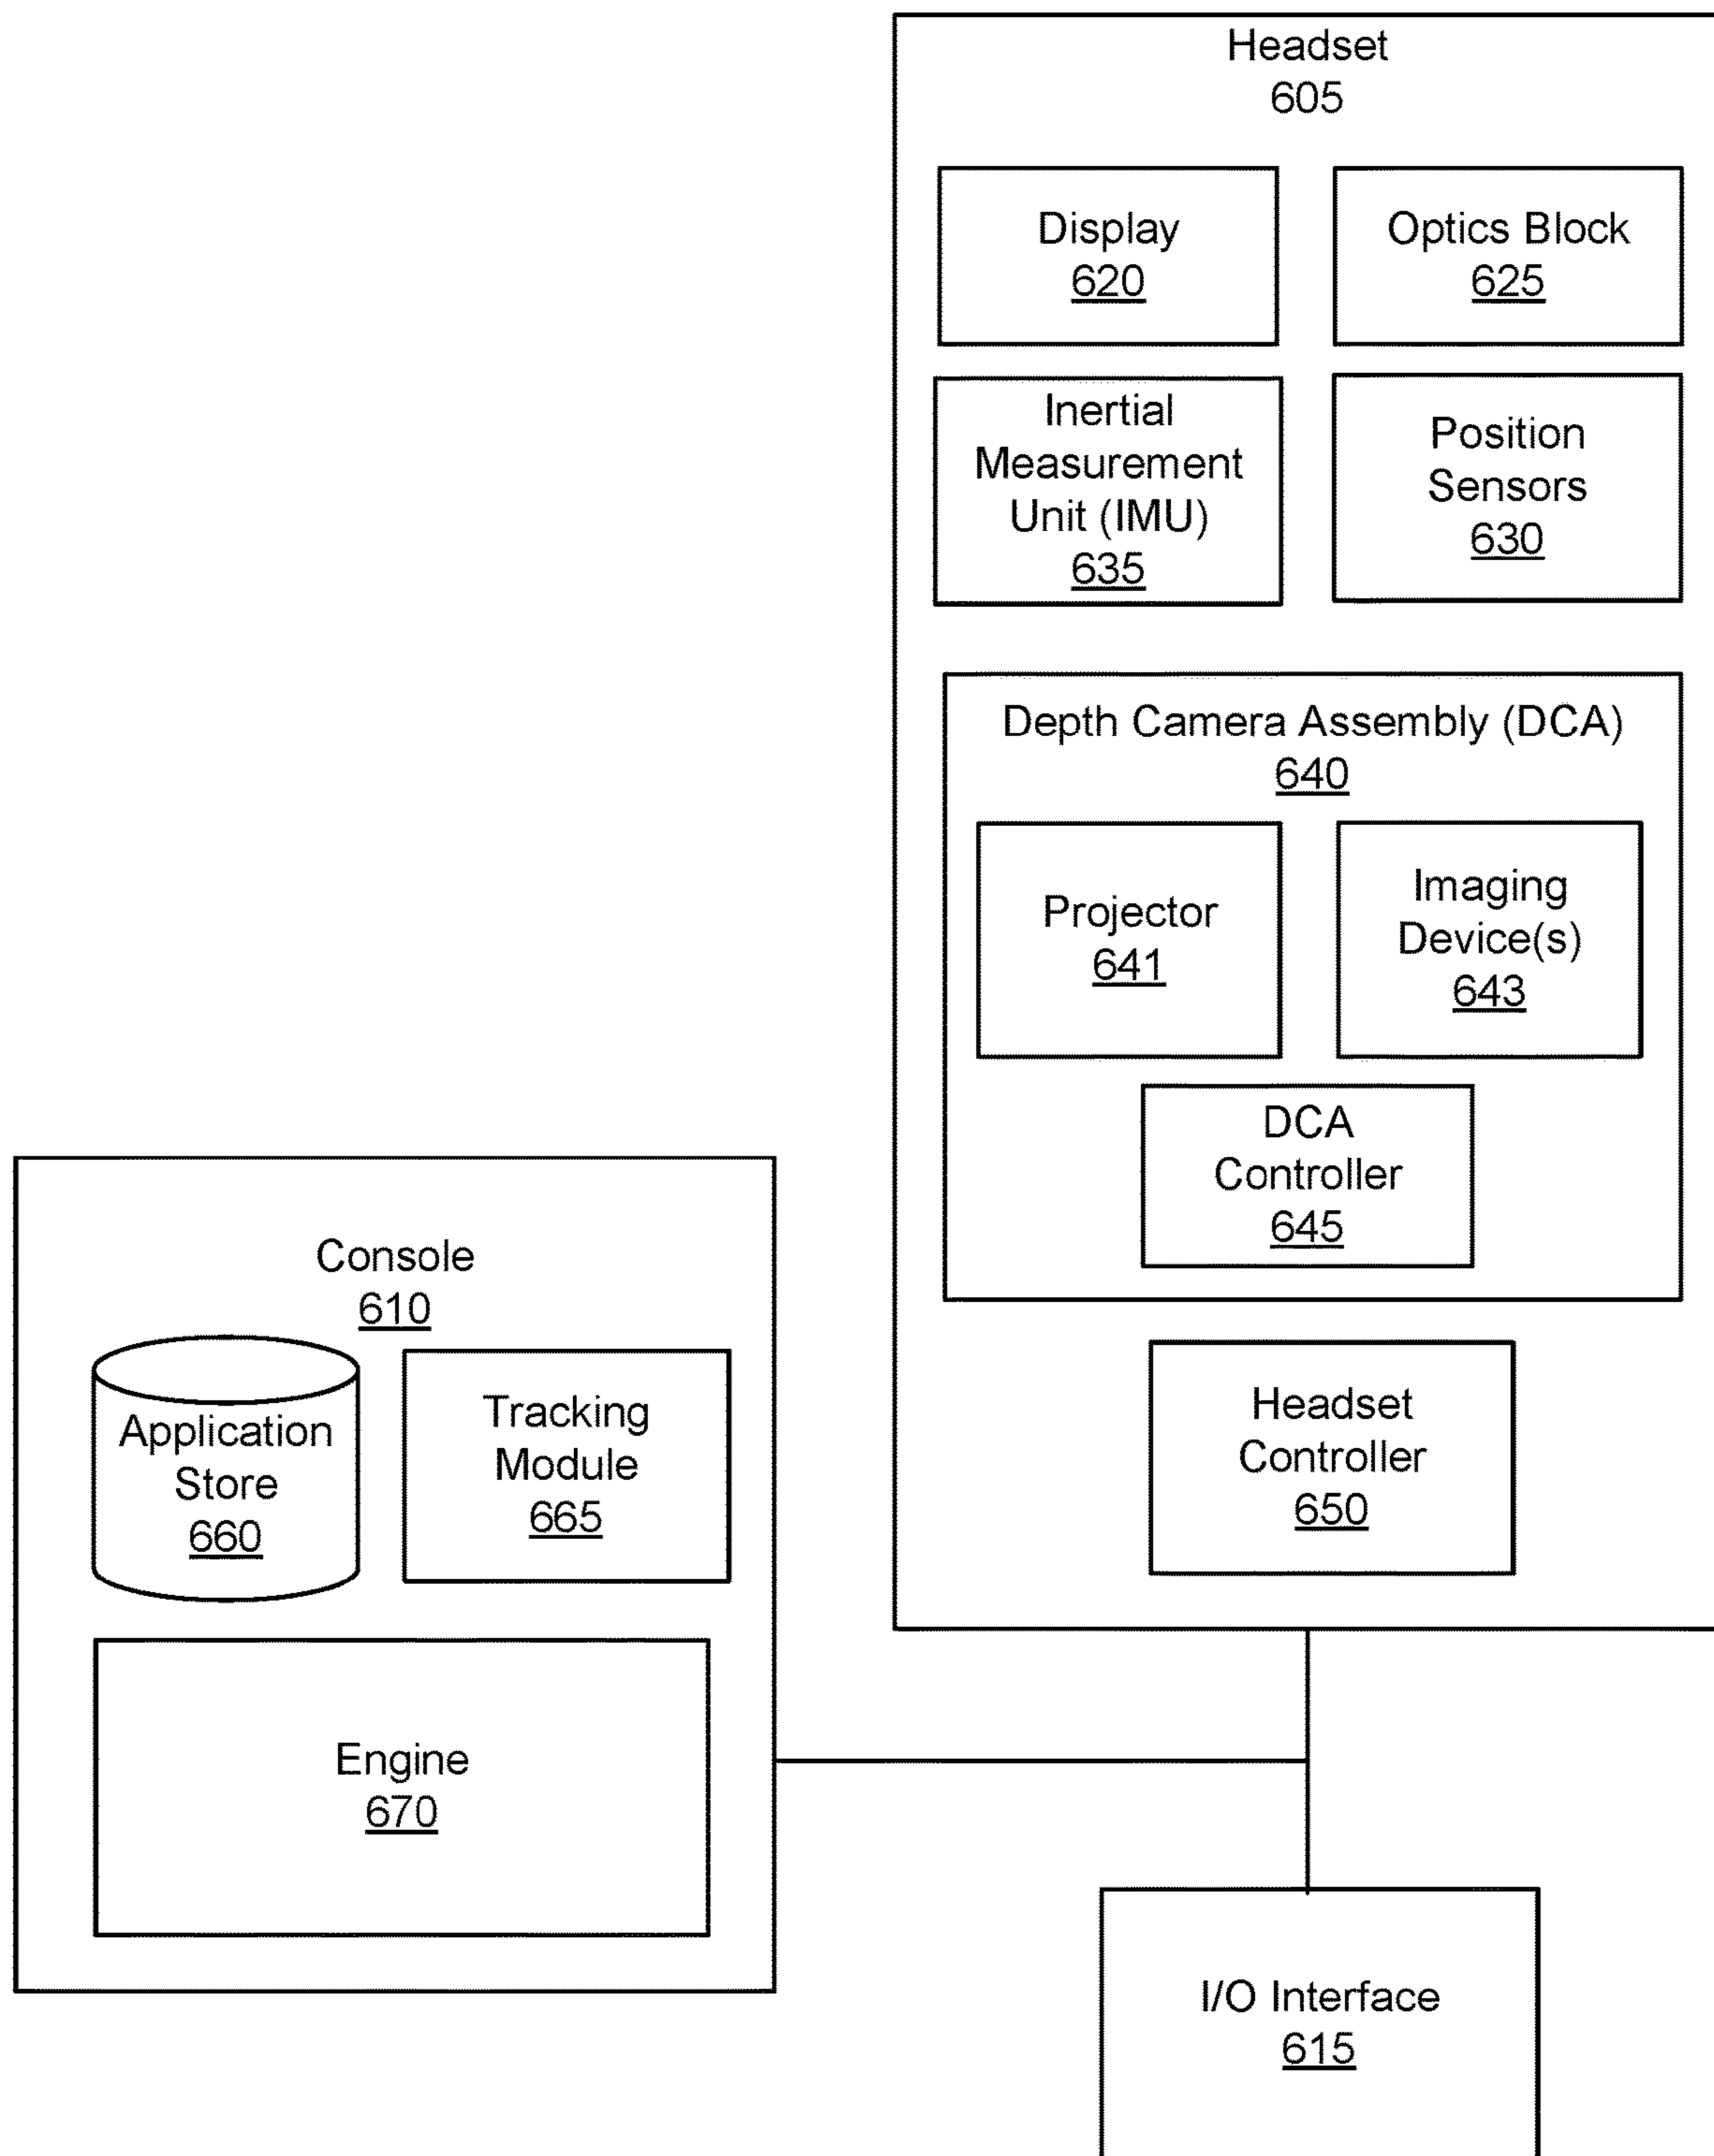 Headset
605
Display
620
Optics Block
625
Inertial
Measurement
Unit (IMU)
635
Position
Sensors
630
Depth Camera Assembly (DCA)
640
Projector
641
Imaging
Device(s)
643
DCA
Controller
645
Headset
Controller
650
Console
610
Application
Store
660
Tracking
Module
665
Engine
670
I/O Interface
615